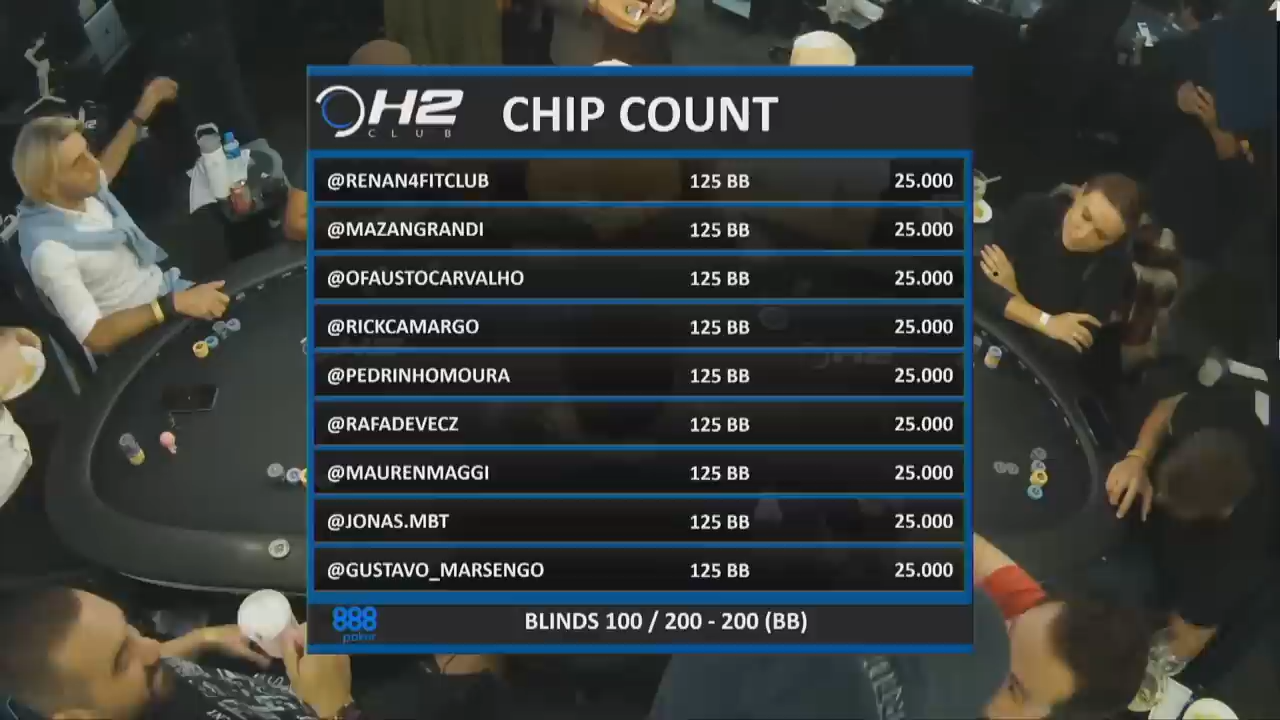 H2 CLUB
CHIP COUNT
@RENAN4FITCLUB 125 BB 25.000
@MAZANGRANDI 125 BB 25.000
@OFAUSTOCARVALHO 125 BB 25.000
@RICKCAMARGO 125 BB 25.000
@PEDRINHOMOURA 125 BB 25.000
@RAFADEVECZ 125 BB 25.000
@MAURENMAGGI 125 BB 25.000
@JONAS.MBT 125 BB 25.000
@GUSTAVO_MARSENGO 125 BB 25.000
888 poker
BLINDS 100 / 200 - 200 (BB)